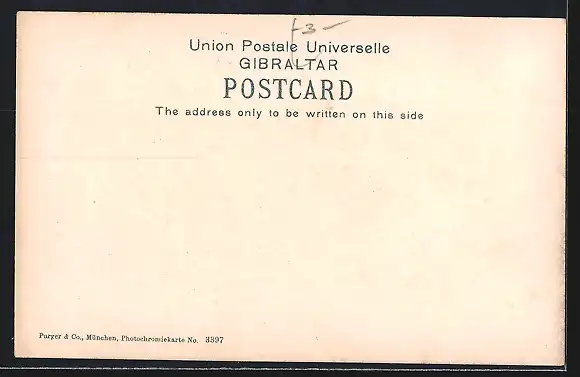 -3-
Union Postale Universelle
GIBRALTAR
POSTCARD
The address only to be written on this side
Purger & Co., München, Photochromiekarte No. 3397